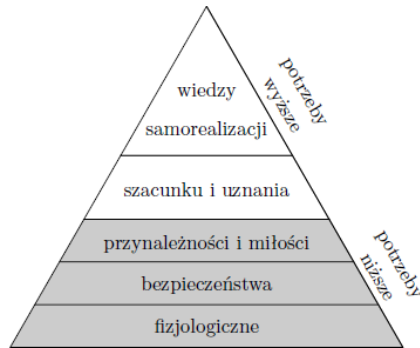 wiedzy
samorealizacji
szacunku i uznania
przynależności i miłości
bezpieczeństwa
fizjologiczne
potrzeby
wyższe
potrzeby
niższe